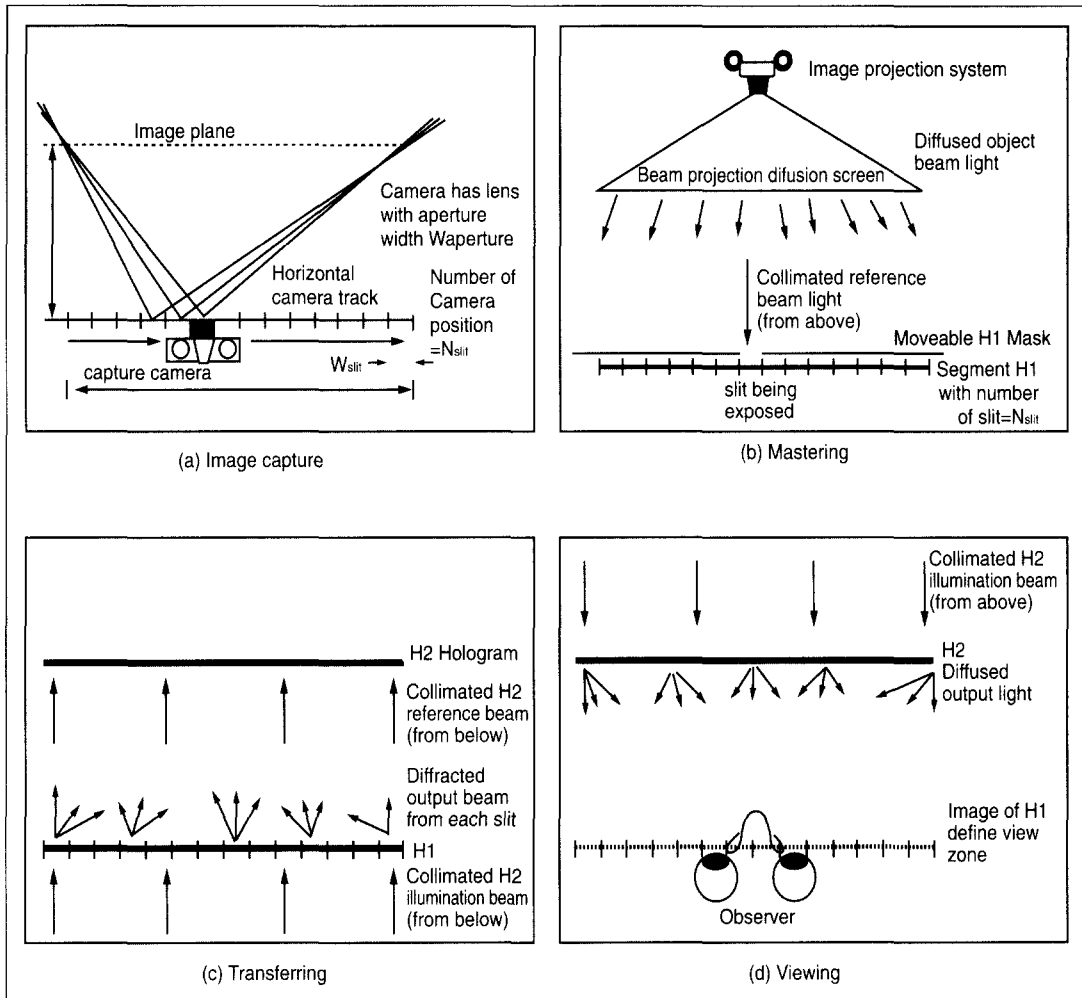 Image plane
Camera has lens
with aperture
width Waperture
Horizontal
camera track
Number of
Camera
position
=Nslit
Wslit
capture camera
(a) Image capture
Image projection system
Diffused object
beam light
Beam projection difusion screen
Collimated reference
beam light
(from above)
Moveable H1 Mask
Segment H1
with number
of slit=Nslit
slit being
exposed
(b) Mastering
H2 Hologram
Collimated H2
reference beam
(from below)
Diffracted
output beam
from each slit
H1
Collimated H2
illumination beam
(from below)
(c) Transferring
Collimated H2
illumination beam
(from above)
H2
Diffused
output light
Image of H1
define view
zone
Observer
(d) Viewing